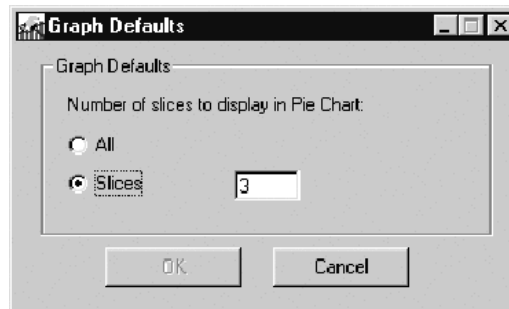 Graph Defaults
Graph Defaults
Number of slices to display in Pie Chart:
All
Slices 3
OK Cancel